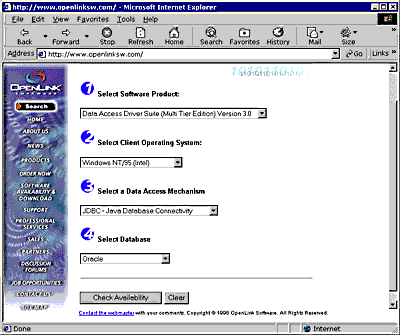 http://www.openlinksw.com/ - Microsoft Internet Explorer
File Edit View Favorites Tools Help
Back Forward Stop Refresh Home Search Favorites History Mail Size
Address http://www.openlinksw.com/ Go Links »
OPENLINK
SOFTWARE
Search
HOME
ABOUT US
NEWS
PRODUCTS
ORDER NOW
SOFTWARE
AVAILABILITY &
DOWNLOAD
SUPPORT
PROFESSIONAL
SERVICES
SALES
PARTNERS
DISCUSSION
FORUMS
JOB OPPORTUNITIES
CONTACT US
SITEMAP
1 Select Software Product:
Data Access Driver Suite (Multi Tier Edition) Version 3.0
2 Select Client Operating System:
Windows NT/95 (Intel)
3 Select a Data Access Mechanism
JDBC - Java Database Connectivity
4 Select Database
Oracle
Check Availability Clear
Contact the webmaster with your comments. Copyright © 1998 OpenLink Software. All Rights Reserved.
Done Internet